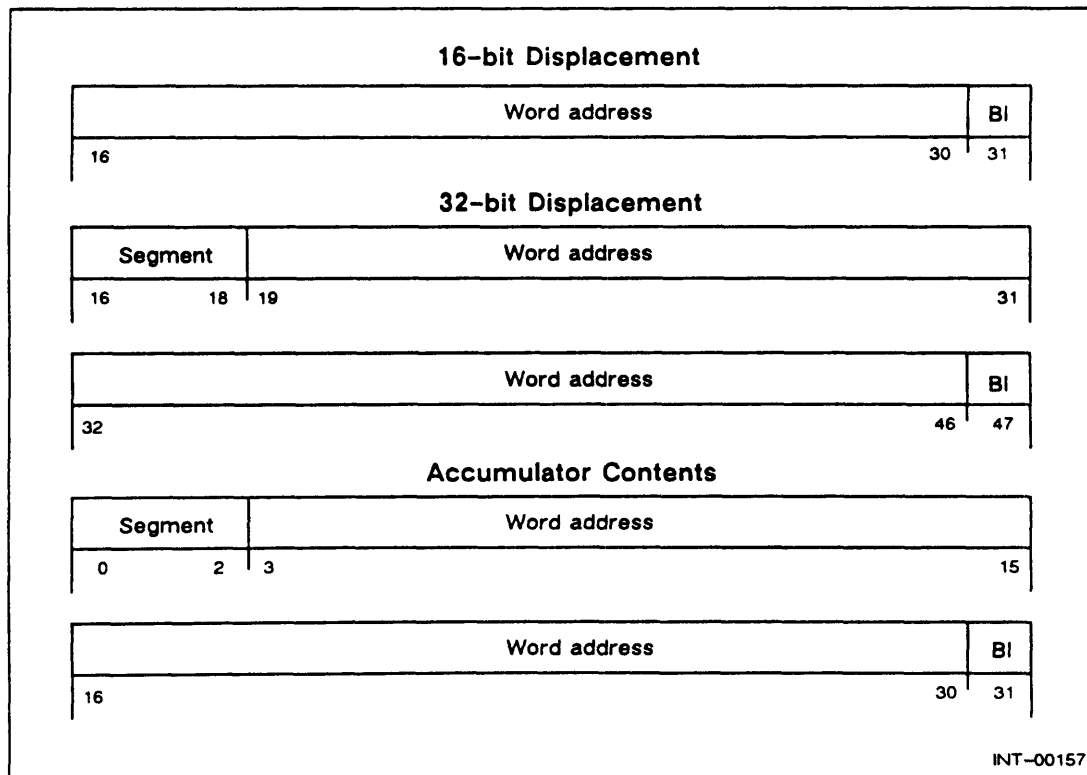 16-bit Displacement
Word address BI
16 30 31
32-bit Displacement
Segment Word address
16 18 19 31
Word address BI
32 46 47
Accumulator Contents
Segment Word address
0 2 3 15
Word address BI
16 30 31
INT-00157